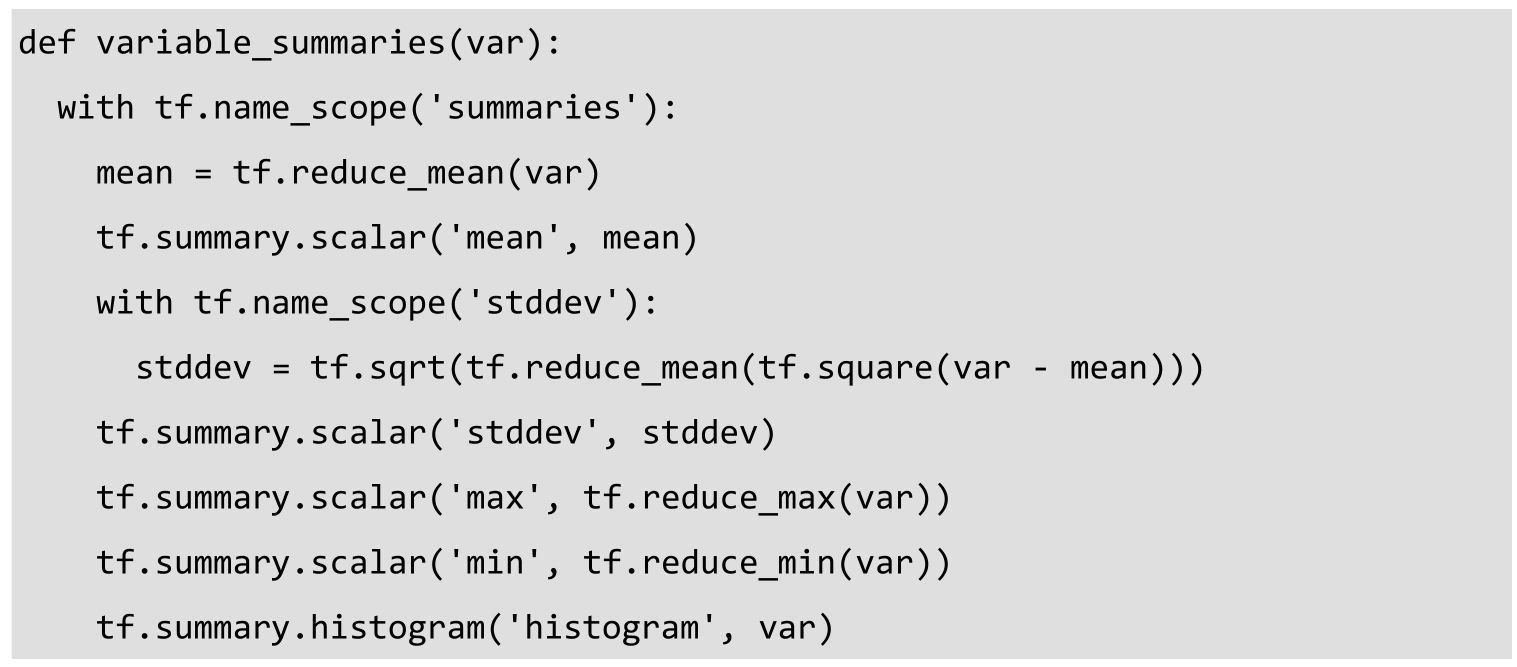 def variable_summaries(var):
  with tf.name_scope('summaries'):
    mean = tf.reduce_mean(var)
    tf.summary.scalar('mean', mean)
    with tf.name_scope('stddev'):
      stddev = tf.sqrt(tf.reduce_mean(tf.square(var - mean)))
    tf.summary.scalar('stddev', stddev)
    tf.summary.scalar('max', tf.reduce_max(var))
    tf.summary.scalar('min', tf.reduce_min(var))
    tf.summary.histogram('histogram', var)